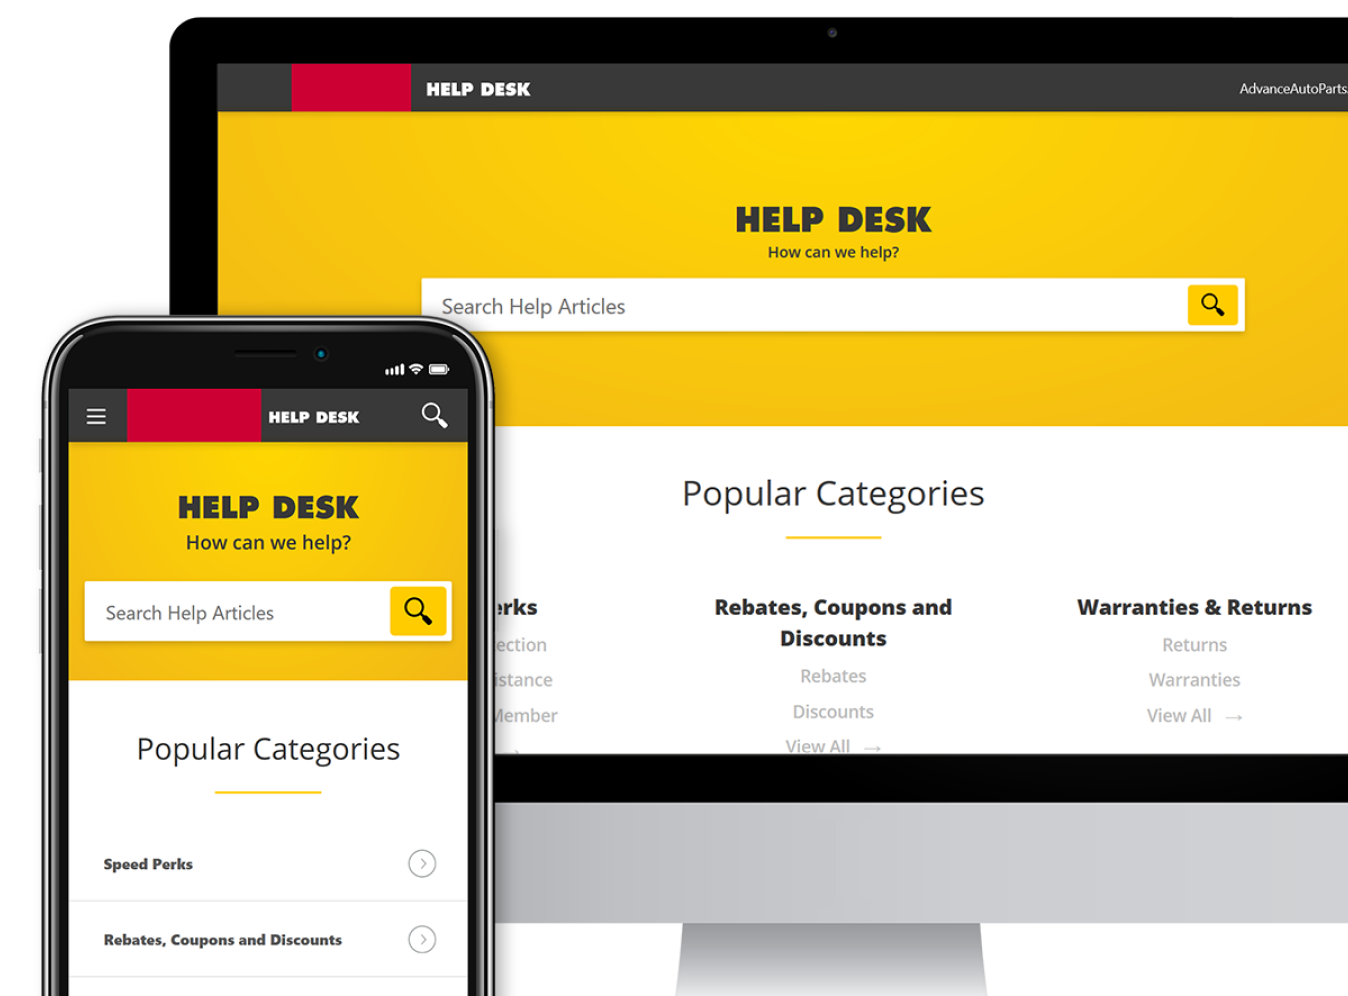 HELP DESK
AdvanceAutoParts
HELP DESK
How can we help?
Search Help Articles
Popular Categories
erks
ection
istance
Member
Rebates, Coupons and
Discounts
Rebates
Discounts
View All →
Warranties & Returns
Returns
Warranties
View All →
HELP DESK
HELP DESK
How can we help?
Search Help Articles
Popular Categories
Speed Perks
Rebates, Coupons and Discounts